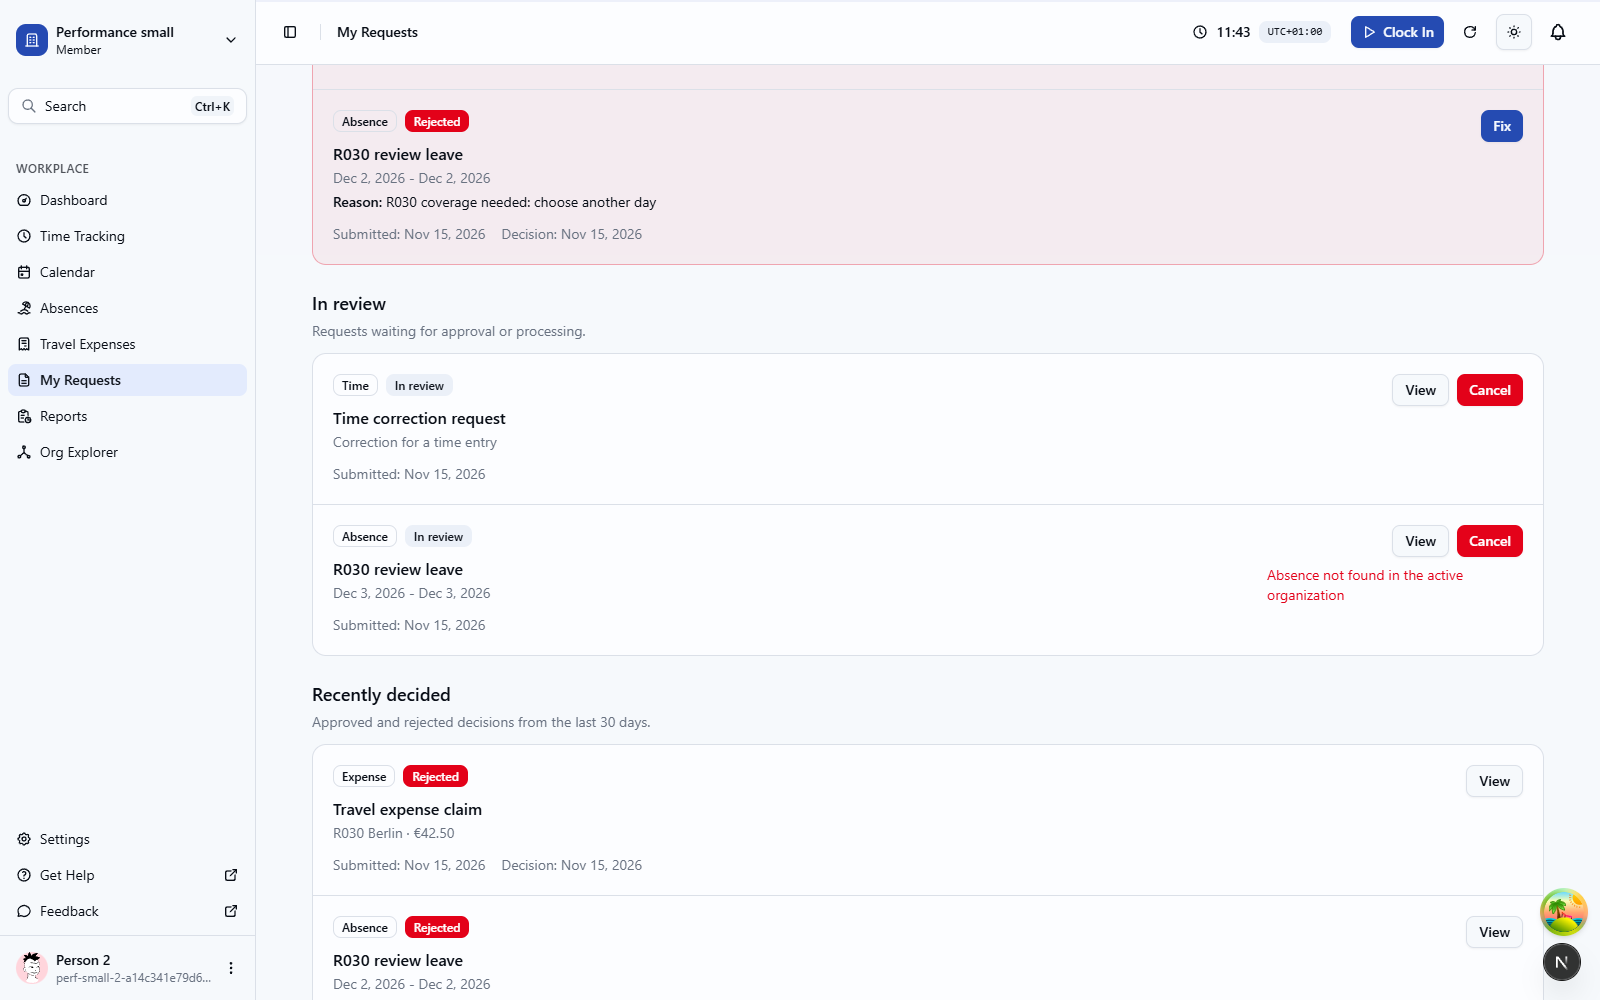 Performance small
Member
Search
Ctrl+K
WORKPLACE
Dashboard
Time Tracking
Calendar
Absences
Travel Expenses
My Requests
Reports
Org Explorer
Settings
Get Help
Feedback
Person 2
perf-small-2-a14c341e79d6...
My Requests
11:43
UTC+01:00
Clock In
Absence
Rejected
Fix
R030 review leave
Dec 2, 2026 - Dec 2, 2026
Reason: R030 coverage needed: choose another day
Submitted: Nov 15, 2026
Decision: Nov 15, 2026
In review
Requests waiting for approval or processing.
Time
In review
View
Cancel
Time correction request
Correction for a time entry
Submitted: Nov 15, 2026
Absence
In review
View
Cancel
R030 review leave
Absence not found in the active
organization
Dec 3, 2026 - Dec 3, 2026
Submitted: Nov 15, 2026
Recently decided
Approved and rejected decisions from the last 30 days.
Expense
Rejected
View
Travel expense claim
R030 Berlin · €42.50
Submitted: Nov 15, 2026
Decision: Nov 15, 2026
Absence
Rejected
View
R030 review leave
Dec 2, 2026 - Dec 2, 2026
N